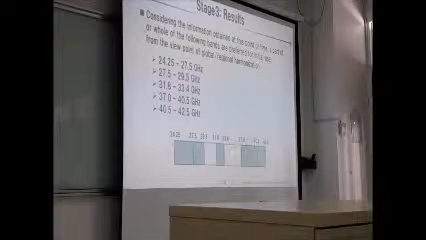 Stage3: Results
Considering the information obtained at this point of time, a part of
or whole of the following bands are preferred for
from the view point of global/regional harmonization.
24.25 - 27.5 GHz
27.5 - 29.5 GHz
31.8 - 33.4 GHz
37.0 - 40.5 GHz
40.5 - 42.5 GHz